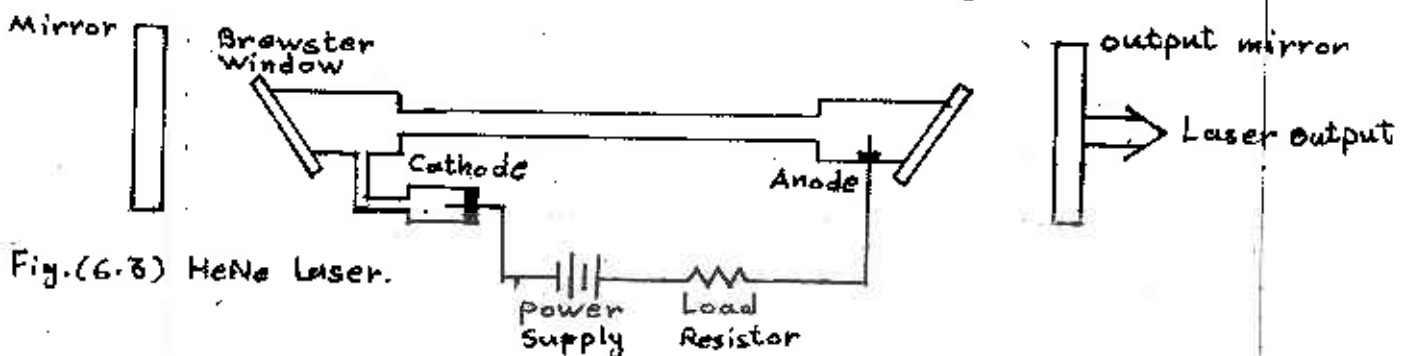 Mirror
Brewster
Window
output mirror
Laser output
Cathode
Anode
Fig.(6.8) HeNe Laser.
power
Supply
Load
Resistor